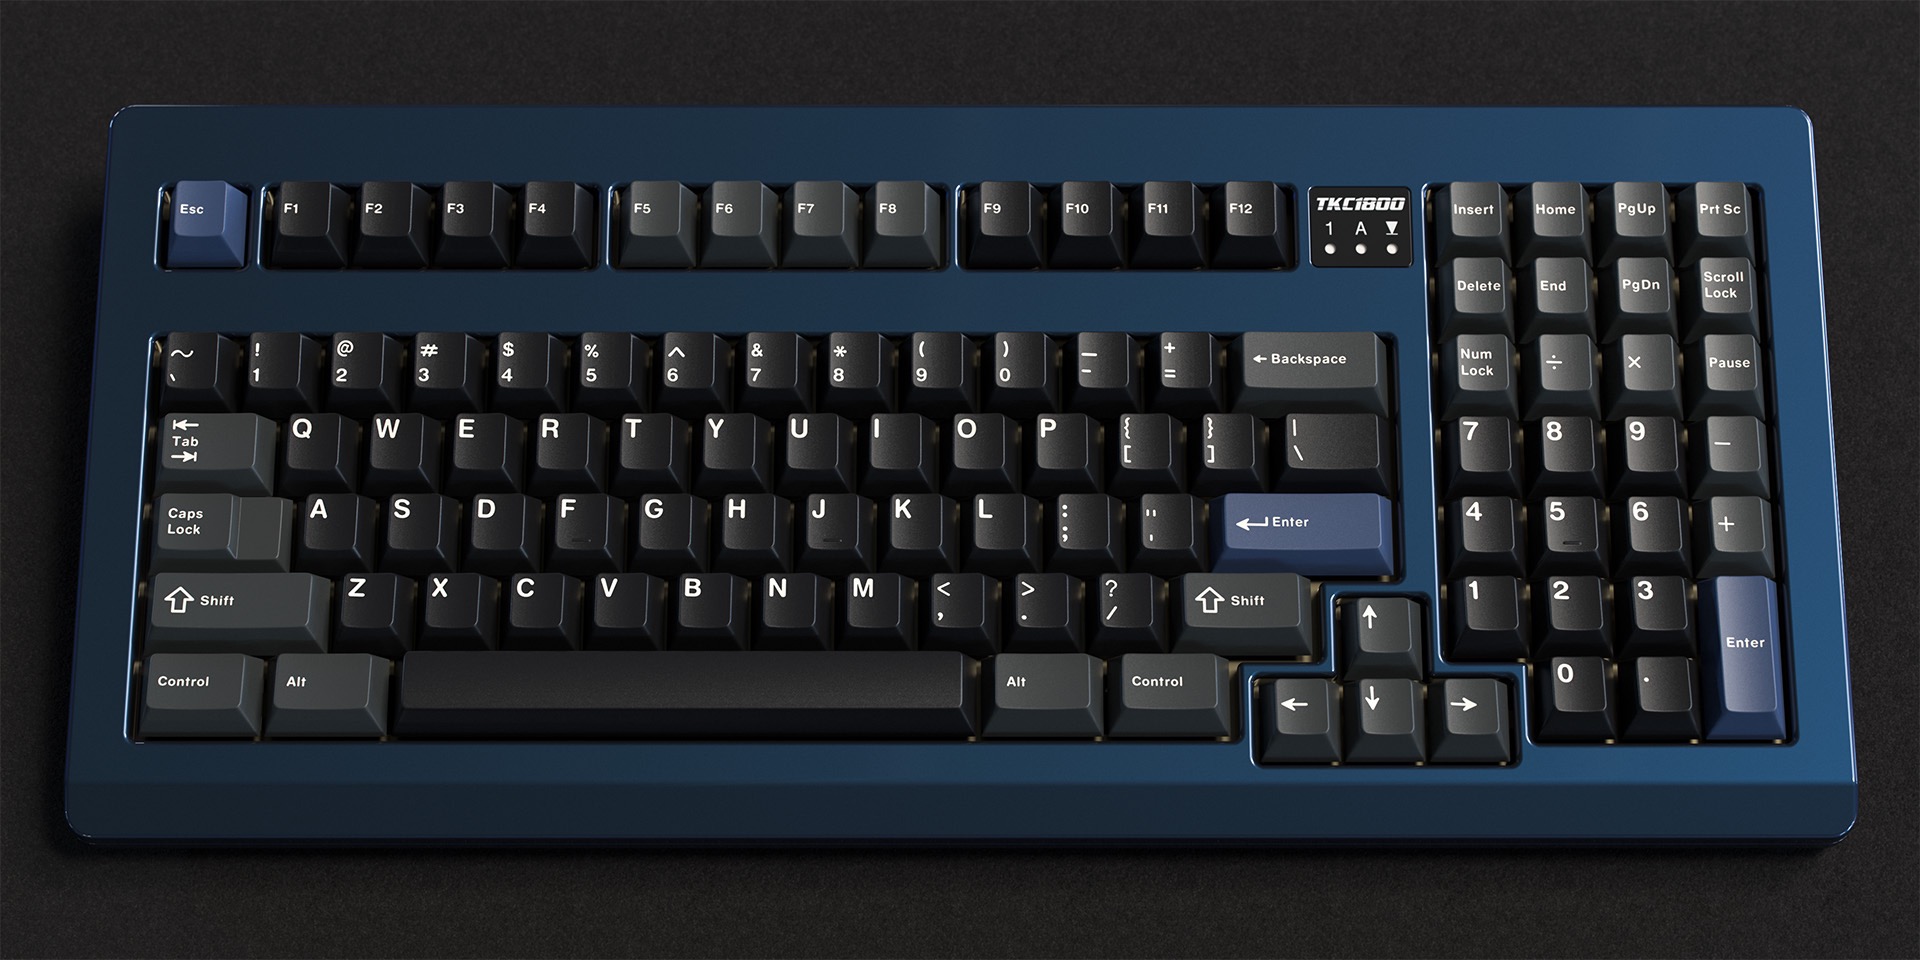 Esc F1 F2 F3 F4 F5 F6 F7 F8 F9 F10 F11 F12
TKC1800
1 A
Insert Home PgUp Prt Sc
Delete End PgDn Scroll
Lock
~ ! @ # $ % ^ & * ( ) _ +
` 1 2 3 4 5 6 7 8 9 0 - =
← Backspace
Num
Lock
÷ × Pause
Tab
Q W E R T Y U I O P { } |
[ ] \
7 8 9 −
Caps
Lock
A S D F G H J K L : "
; '
Enter
4 5 6 +
Shift
Z X C V B N M < > ?
, . /
Shift
↑
1 2 3
Enter
Control Alt Alt Control
← ↓ →
0 .